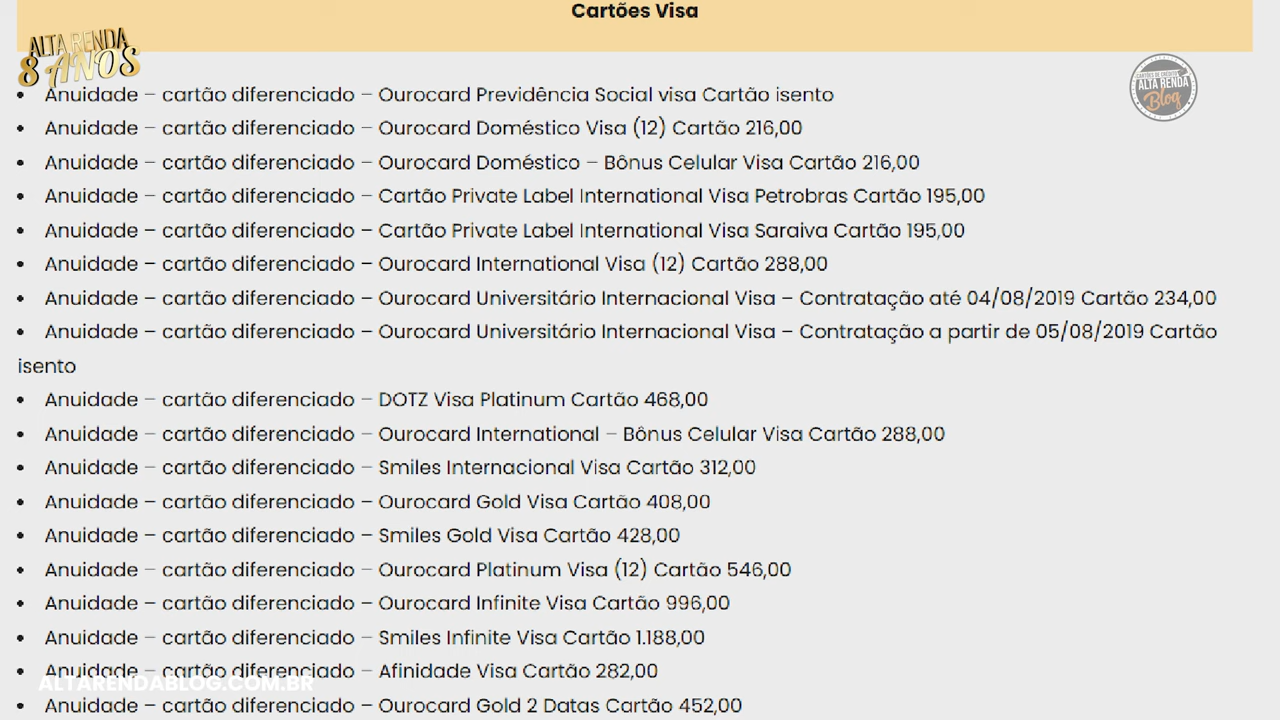 Cartões Visa
ALTA RENDA
8 ANOS
CARTÕES DE CRÉDITO
ALTA RENDA
Blog
• Anuidade – cartão diferenciado – Ourocard Previdência Social visa Cartão isento
• Anuidade – cartão diferenciado – Ourocard Doméstico Visa (12) Cartão 216,00
• Anuidade – cartão diferenciado – Ourocard Doméstico – Bônus Celular Visa Cartão 216,00
• Anuidade – cartão diferenciado – Cartão Private Label International Visa Petrobras Cartão 195,00
• Anuidade – cartão diferenciado – Cartão Private Label International Visa Saraiva Cartão 195,00
• Anuidade – cartão diferenciado – Ourocard International Visa (12) Cartão 288,00
• Anuidade – cartão diferenciado – Ourocard Universitário Internacional Visa – Contratação até 04/08/2019 Cartão 234,00
• Anuidade – cartão diferenciado – Ourocard Universitário Internacional Visa – Contratação a partir de 05/08/2019 Cartão
isento
• Anuidade – cartão diferenciado – DOTZ Visa Platinum Cartão 468,00
• Anuidade – cartão diferenciado – Ourocard International – Bônus Celular Visa Cartão 288,00
• Anuidade – cartão diferenciado – Smiles Internacional Visa Cartão 312,00
• Anuidade – cartão diferenciado – Ourocard Gold Visa Cartão 408,00
• Anuidade – cartão diferenciado – Smiles Gold Visa Cartão 428,00
• Anuidade – cartão diferenciado – Ourocard Platinum Visa (12) Cartão 546,00
• Anuidade – cartão diferenciado – Ourocard Infinite Visa Cartão 996,00
• Anuidade – cartão diferenciado – Smiles Infinite Visa Cartão 1.188,00
• Anuidade – cartão diferenciado – Afinidade Visa Cartão 282,00
ALTARENDABLOG.COM.BR
• Anuidade – cartão diferenciado – Ourocard Gold 2 Datas Cartão 452,00